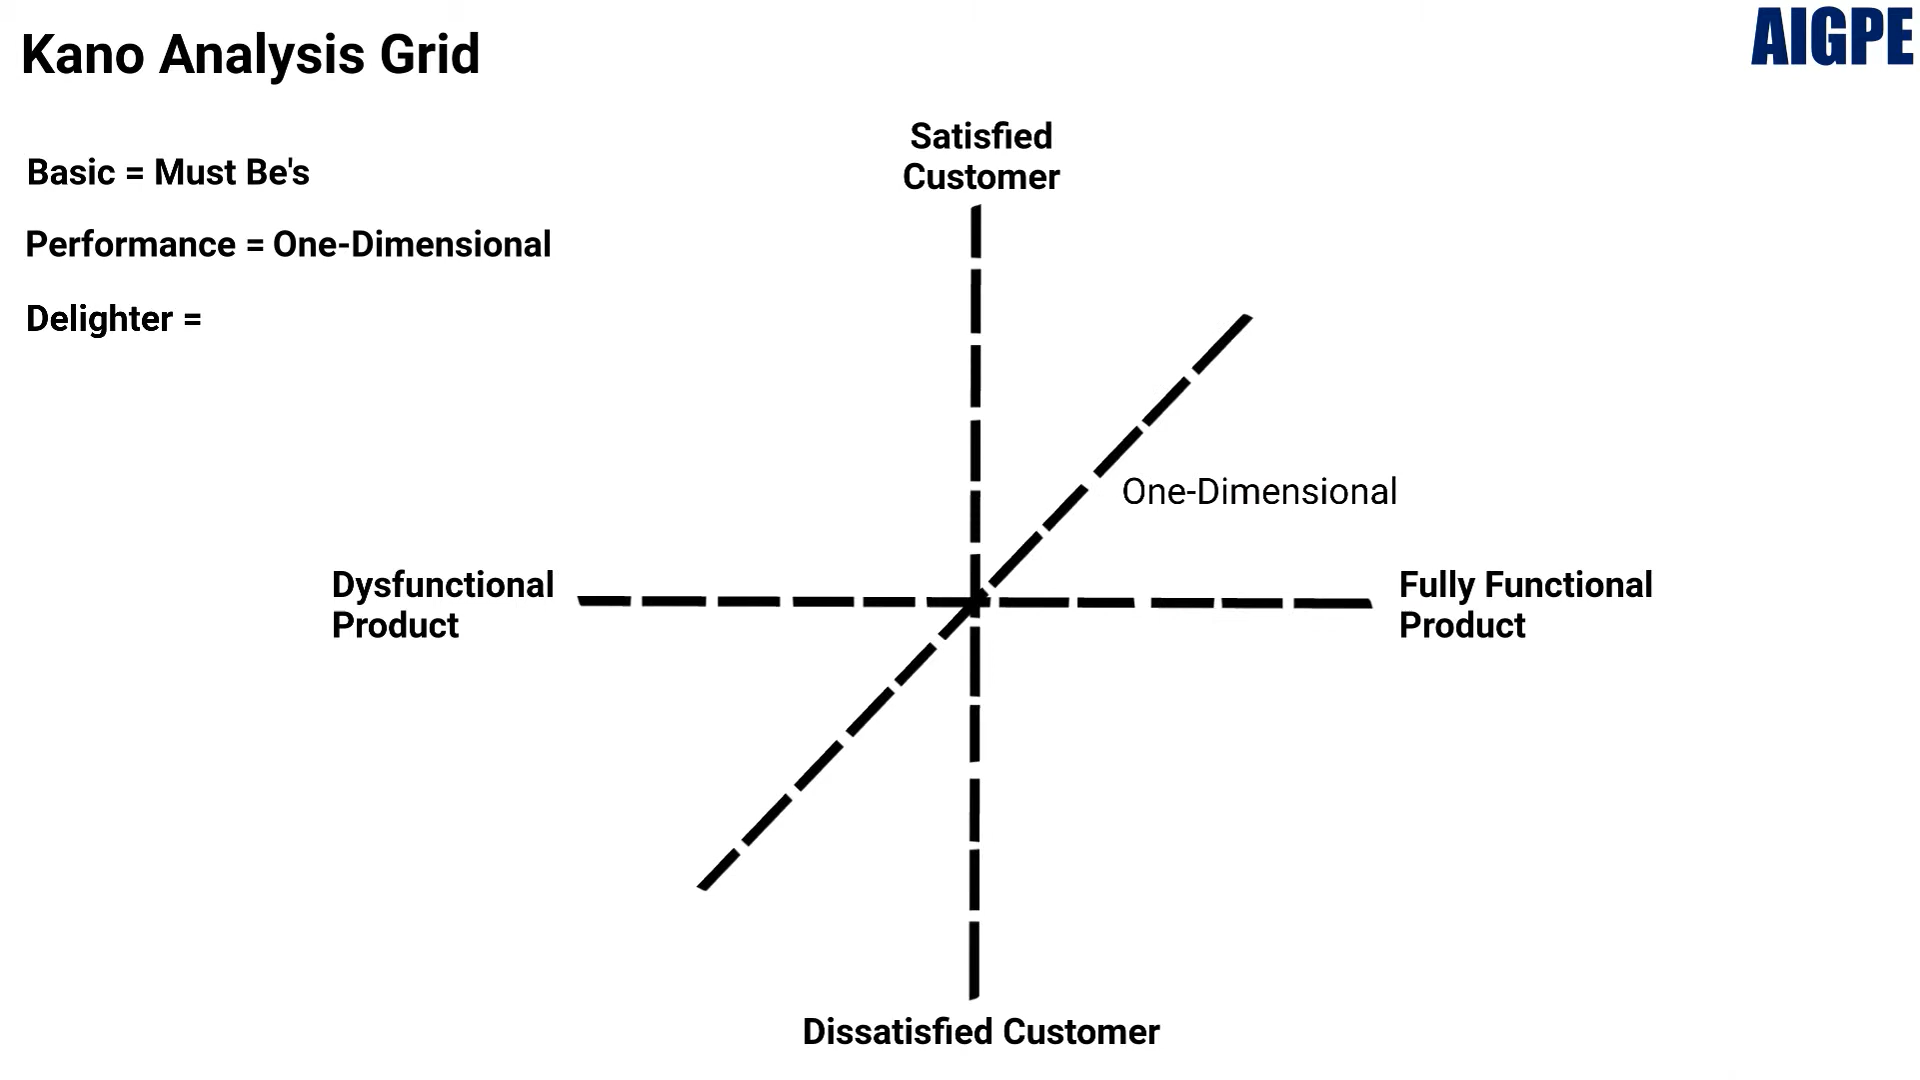 Kano Analysis Grid
AIGPE
Basic = Must Be's
Performance = One-Dimensional
Delighter =
Satisfied
Customer
One-Dimensional
Dysfunctional
Product
Fully Functional
Product
Dissatisfied Customer